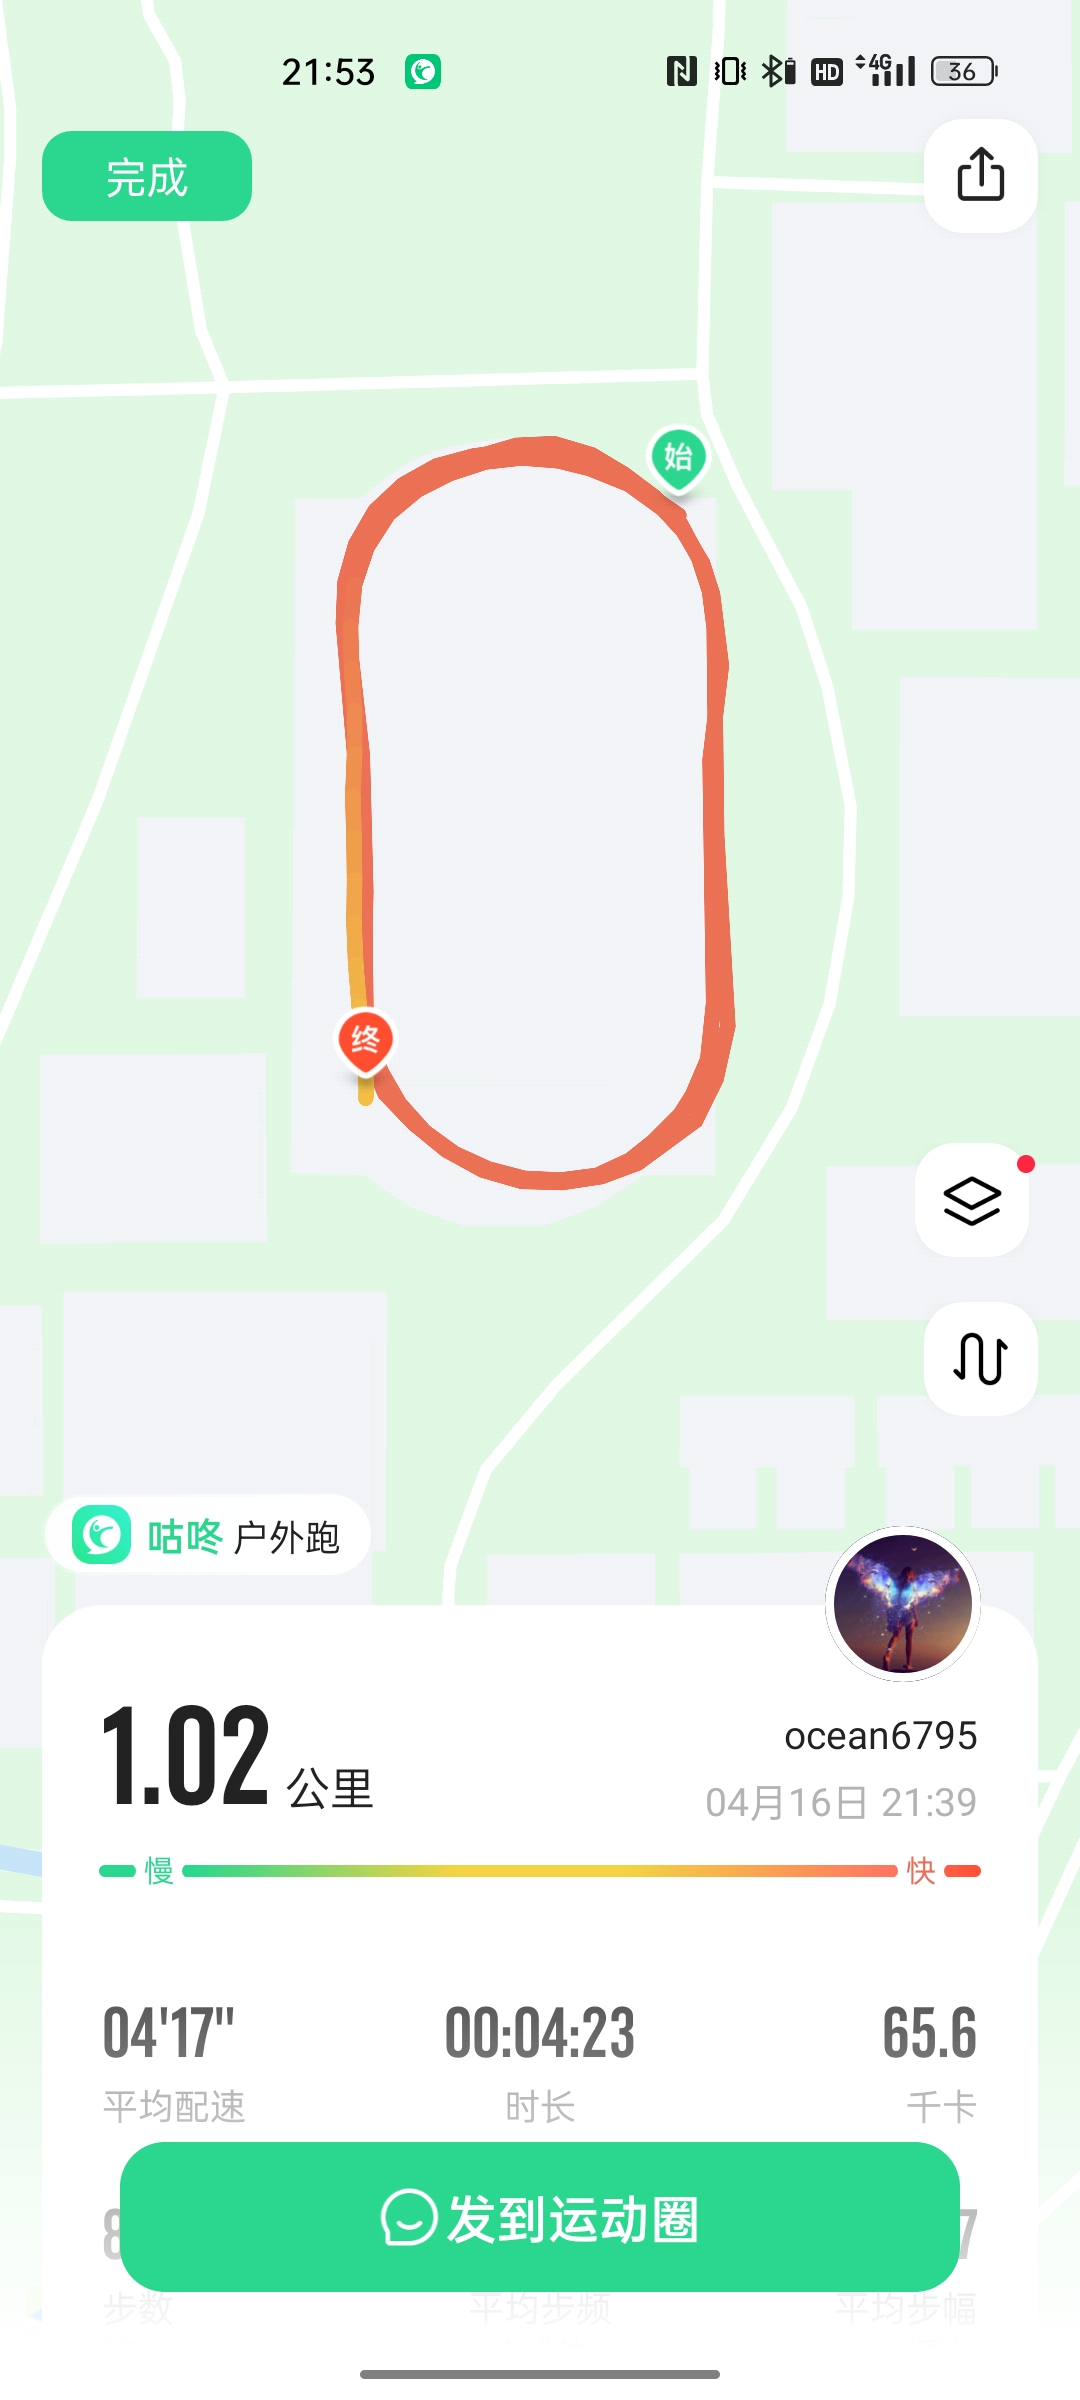 21:53
HD
4G
36
完成
始
终
咕咚 户外跑
1.02 公里
ocean6795
04月16日 21:39
慢
快
04'17"
00:04:23
65.6
平均配速
时长
千卡
发到运动圈
8
7
步数
平均步频
平均步幅